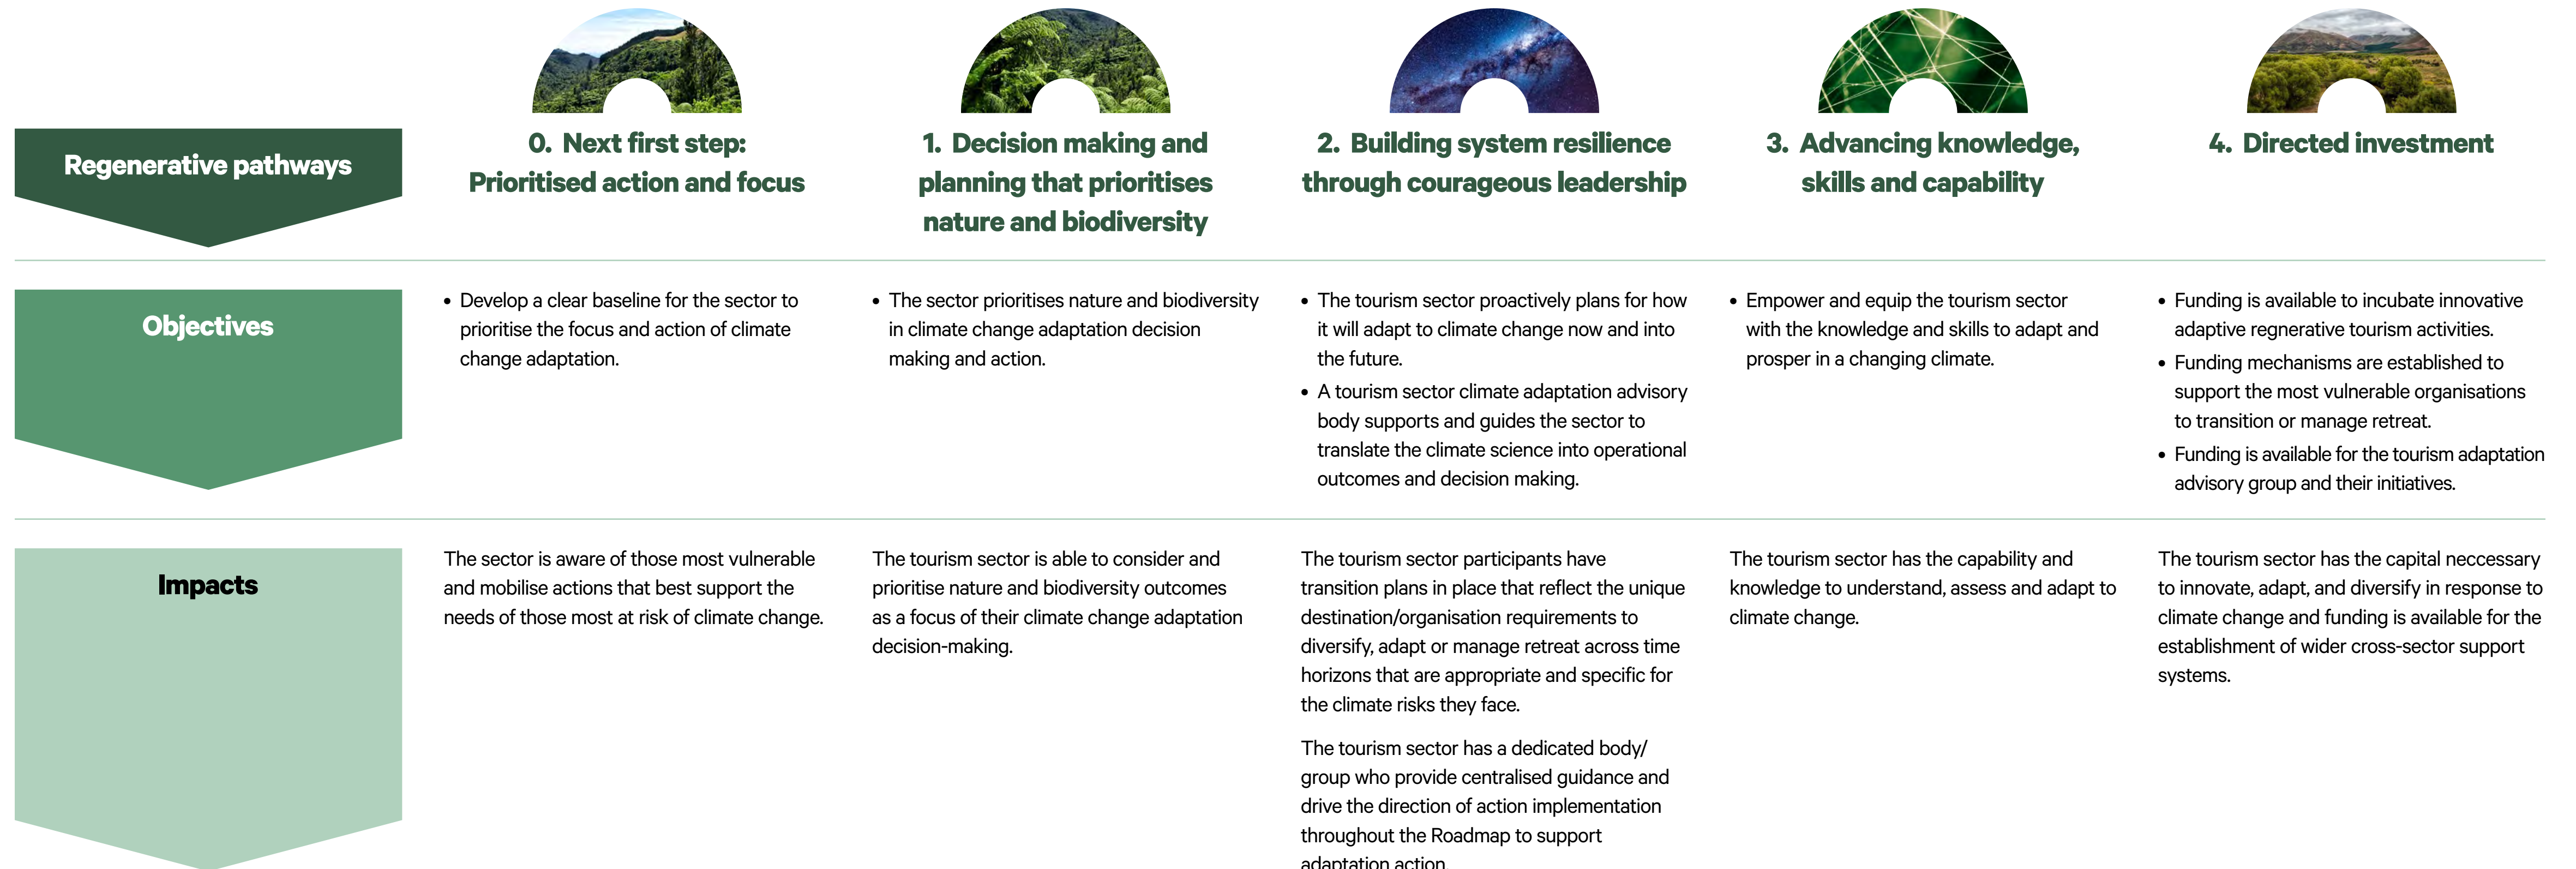 Regenerative pathways
0. Next first step:
Prioritised action and focus
1. Decision making and
planning that prioritises
nature and biodiversity
2. Building system resilience
through courageous leadership
3. Advancing knowledge,
skills and capability
4. Directed investment
Objectives
• Develop a clear baseline for the sector to
prioritise the focus and action of climate
change adaptation.
• The sector prioritises nature and biodiversity
in climate change adaptation decision
making and action.
• The tourism sector proactively plans for how
it will adapt to climate change now and into
the future.
• A tourism sector climate adaptation advisory
body supports and guides the sector to
translate the climate science into operational
outcomes and decision making.
• Empower and equip the tourism sector
with the knowledge and skills to adapt and
prosper in a changing climate.
• Funding is available to incubate innovative
adaptive regnerative tourism activities.
• Funding mechanisms are established to
support the most vulnerable organisations
to transition or manage retreat.
• Funding is available for the tourism adaptation
advisory group and their initiatives.
Impacts
The sector is aware of those most vulnerable
and mobilise actions that best support the
needs of those most at risk of climate change.
The tourism sector is able to consider and
prioritise nature and biodiversity outcomes
as a focus of their climate change adaptation
decision-making.
The tourism sector participants have
transition plans in place that reflect the unique
destination/organisation requirements to
diversify, adapt or manage retreat across time
horizons that are appropriate and specific for
the climate risks they face.
The tourism sector has a dedicated body/
group who provide centralised guidance and
drive the direction of action implementation
throughout the Roadmap to support
adaptation action.
The tourism sector has the capability and
knowledge to understand, assess and adapt to
climate change.
The tourism sector has the capital neccessary
to innovate, adapt, and diversify in response to
climate change and funding is available for the
establishment of wider cross-sector support
systems.